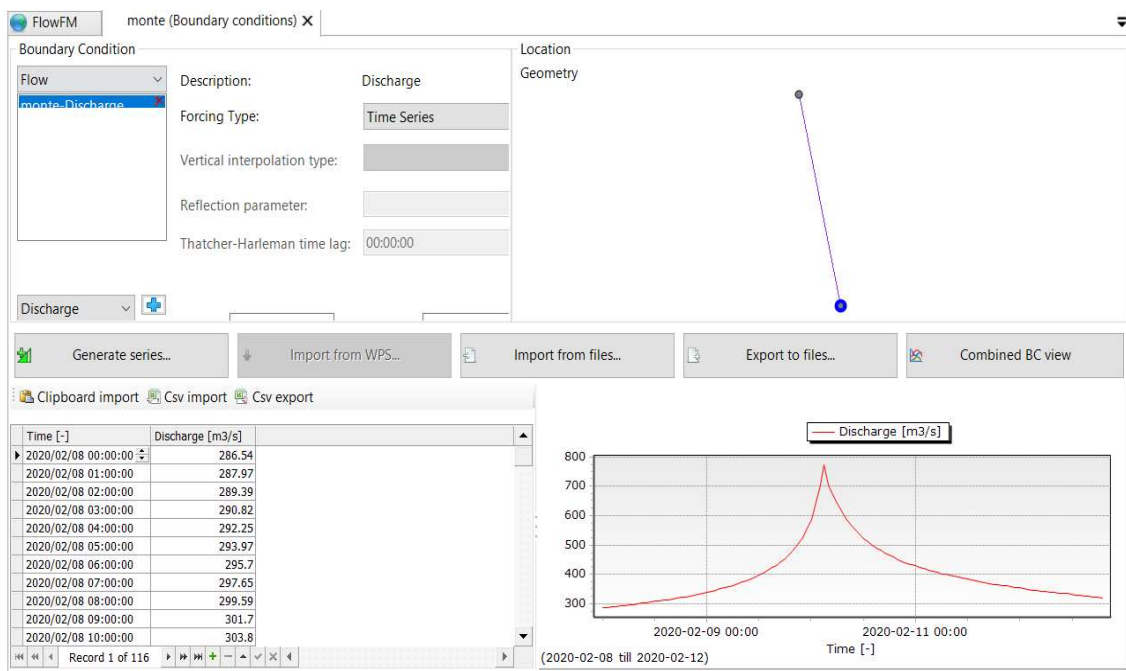 FlowFM
monte (Boundary conditions) X
Boundary Condition
Flow
monte-Discharge
Description: Discharge
Forcing Type: Time Series
Vertical interpolation type:
Reflection parameter:
Thatcher-Harleman time lag: 00:00:00
Discharge
Location
Geometry
Generate series...
Import from WPS...
Import from files...
Export to files...
Combined BC view
Clipboard import Csv import Csv export
Time [-] Discharge [m3/s]
2020/02/08 00:00:00 286.54
2020/02/08 01:00:00 287.97
2020/02/08 02:00:00 289.39
2020/02/08 03:00:00 290.82
2020/02/08 04:00:00 292.25
2020/02/08 05:00:00 293.97
2020/02/08 06:00:00 295.7
2020/02/08 07:00:00 297.65
2020/02/08 08:00:00 299.59
2020/02/08 09:00:00 301.7
2020/02/08 10:00:00 303.8
Record 1 of 116
Discharge [m3/s]
800
700
600
500
400
300
2020-02-09 00:00
2020-02-11 00:00
Time [-]
(2020-02-08 till 2020-02-12)